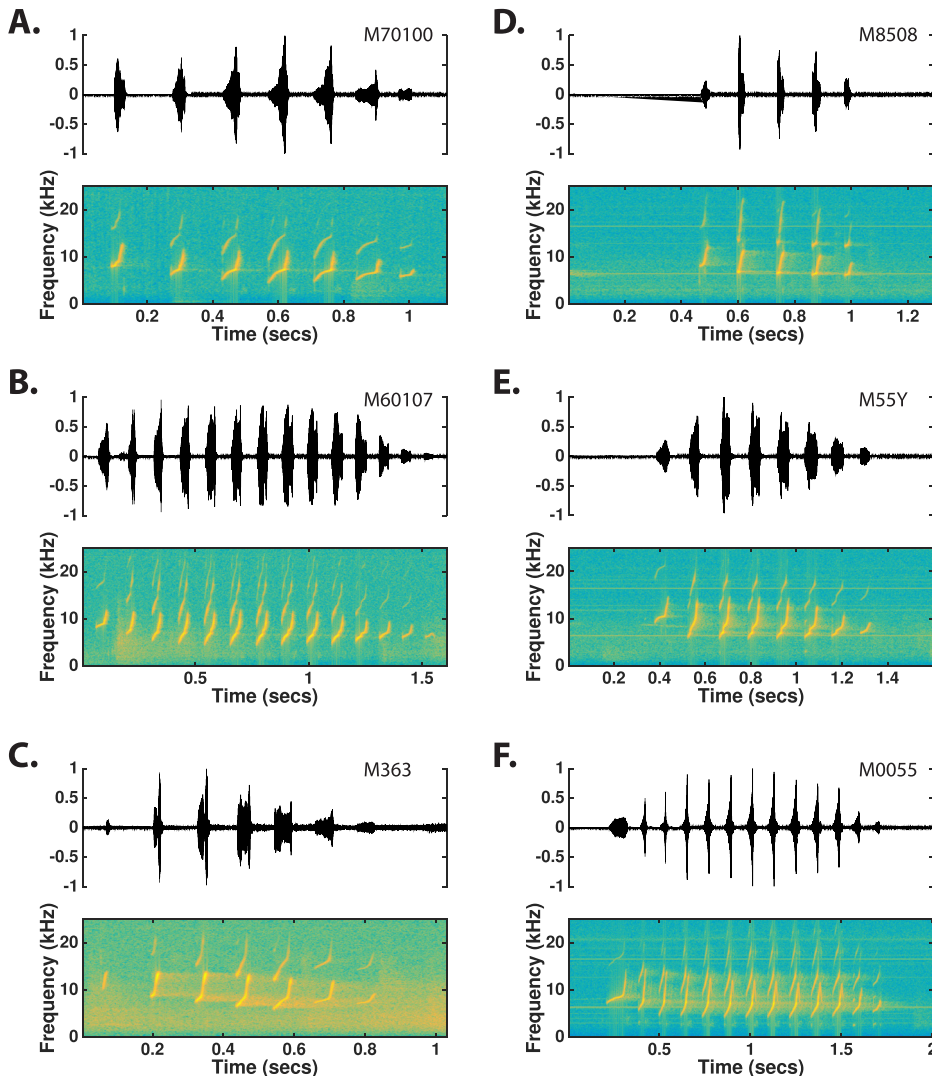 A.
M70100
1
0.5
0
-0.5
-1
Frequency (kHz)
20
10
0
0.2 0.4 0.6 0.8 1
Time (secs)
B.
M60107
1
0.5
0
-0.5
-1
Frequency (kHz)
20
10
0
0.5 1 1.5
Time (secs)
C.
M363
1
0.5
0
-0.5
-1
Frequency (kHz)
20
10
0
0.2 0.4 0.6 0.8 1
Time (secs)
D.
M8508
1
0.5
0
-0.5
-1
Frequency (kHz)
20
10
0
0.2 0.4 0.6 0.8 1 1.2
Time (secs)
E.
M55Y
1
0.5
0
-0.5
-1
Frequency (kHz)
20
10
0
0.2 0.4 0.6 0.8 1 1.2 1.4
Time (secs)
F.
M0055
1
0.5
0
-0.5
-1
Frequency (kHz)
20
10
0
0.5 1 1.5 2
Time (secs)